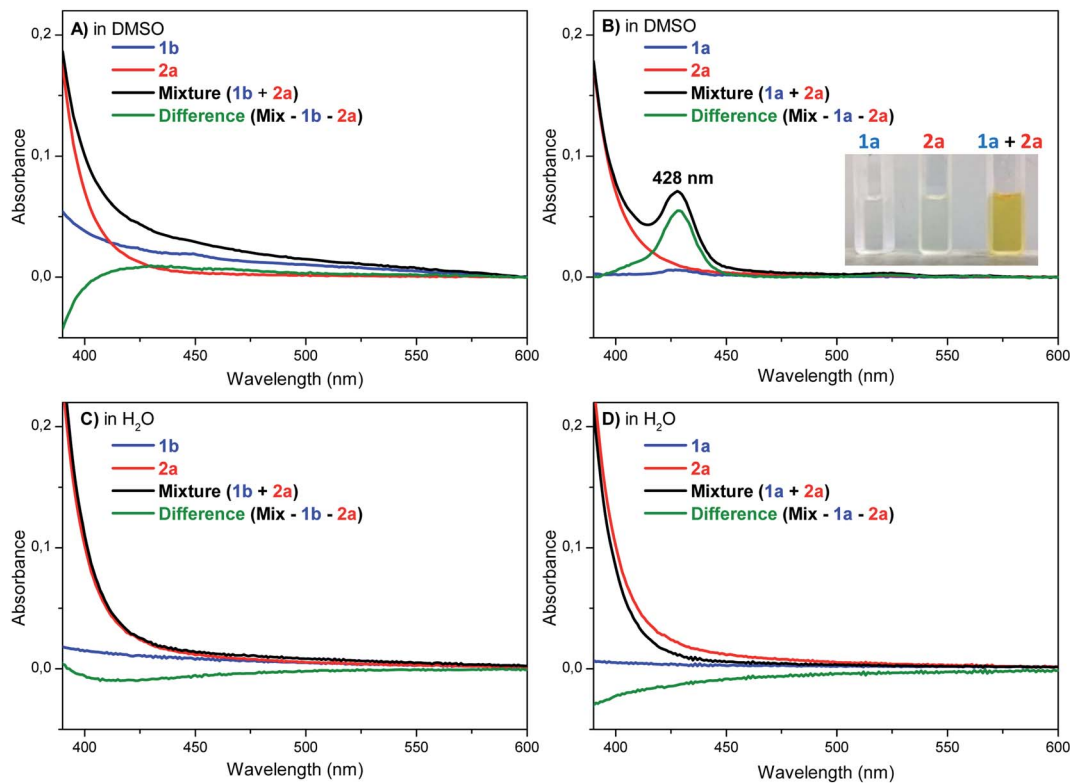 A) in DMSO
1b
2a
Mixture (1b + 2a)
Difference (Mix - 1b - 2a)
0,2
0,1
0,0
Absorbance
400
450
500
550
600
Wavelength (nm)
B) in DMSO
1a
2a
Mixture (1a + 2a)
Difference (Mix - 1a - 2a)
428 nm
1a 2a 1a + 2a
0,2
0,1
0,0
Absorbance
400
450
500
550
600
Wavelength (nm)
C) in H2O
1b
2a
Mixture (1b + 2a)
Difference (Mix - 1b - 2a)
0,2
0,1
0,0
Absorbance
400
450
500
550
600
Wavelength (nm)
D) in H2O
1a
2a
Mixture (1a + 2a)
Difference (Mix - 1a - 2a)
0,2
0,1
0,0
Absorbance
400
450
500
550
600
Wavelength (nm)